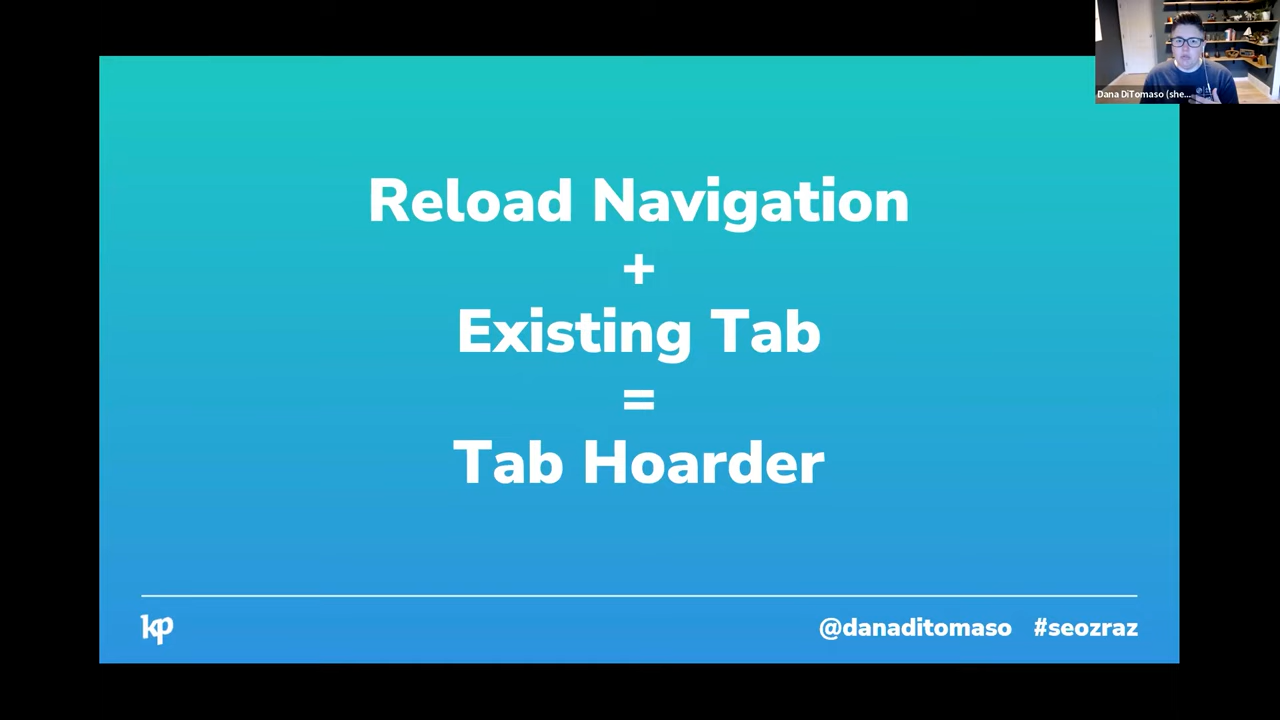 Dana DiTomaso (she...
Reload Navigation
+
Existing Tab
=
Tab Hoarder
kp
@danaditomaso #seozraz